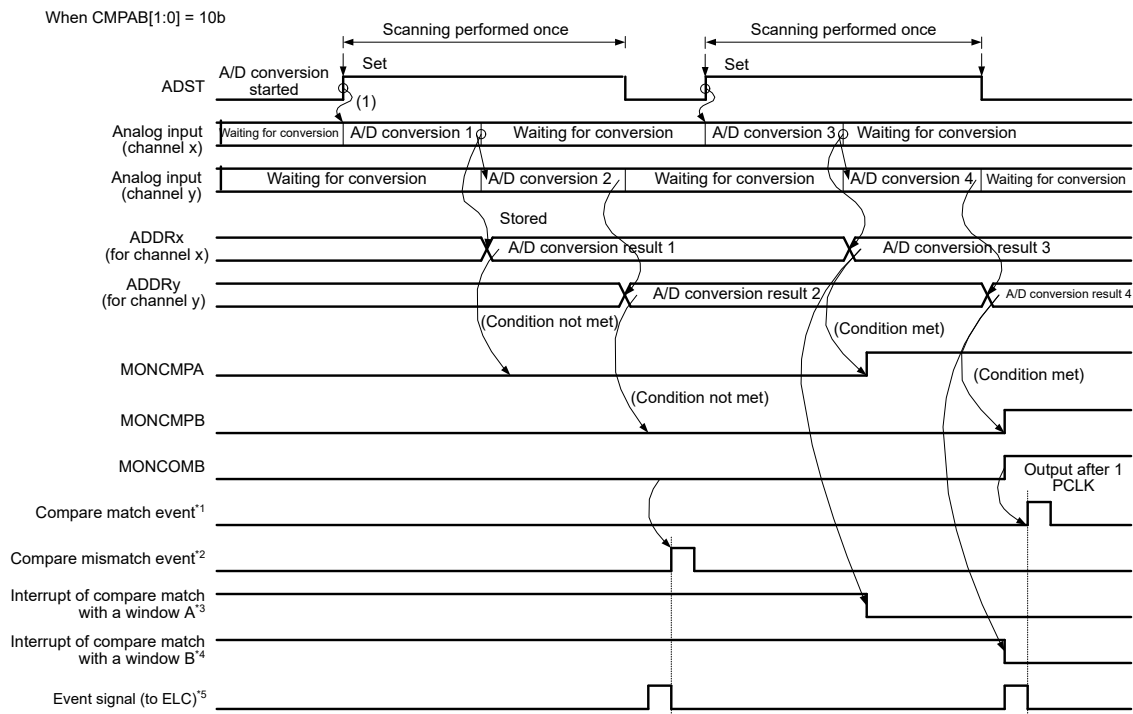 When CMPAB[1:0] = 10b
Scanning performed once
Scanning performed once
ADST
A/D conversion
started
Set
Set
(1)
Analog input
(channel x)
Waiting for conversion
A/D conversion 1
Waiting for conversion
A/D conversion 3
Waiting for conversion
Analog input
(channel y)
Waiting for conversion
A/D conversion 2
Waiting for conversion
A/D conversion 4
Waiting for conversion
Stored
ADDRx
(for channel x)
A/D conversion result 1
A/D conversion result 3
ADDRy
(for channel y)
A/D conversion result 2
A/D conversion result 4
(Condition not met)
(Condition met)
MONCMPA
(Condition met)
(Condition not met)
MONCMPB
MONCOMB
Output after 1
PCLK
Compare match event*1
Compare mismatch event*2
Interrupt of compare match
with a window A*3
Interrupt of compare match
with a window B*4
Event signal (to ELC)*5